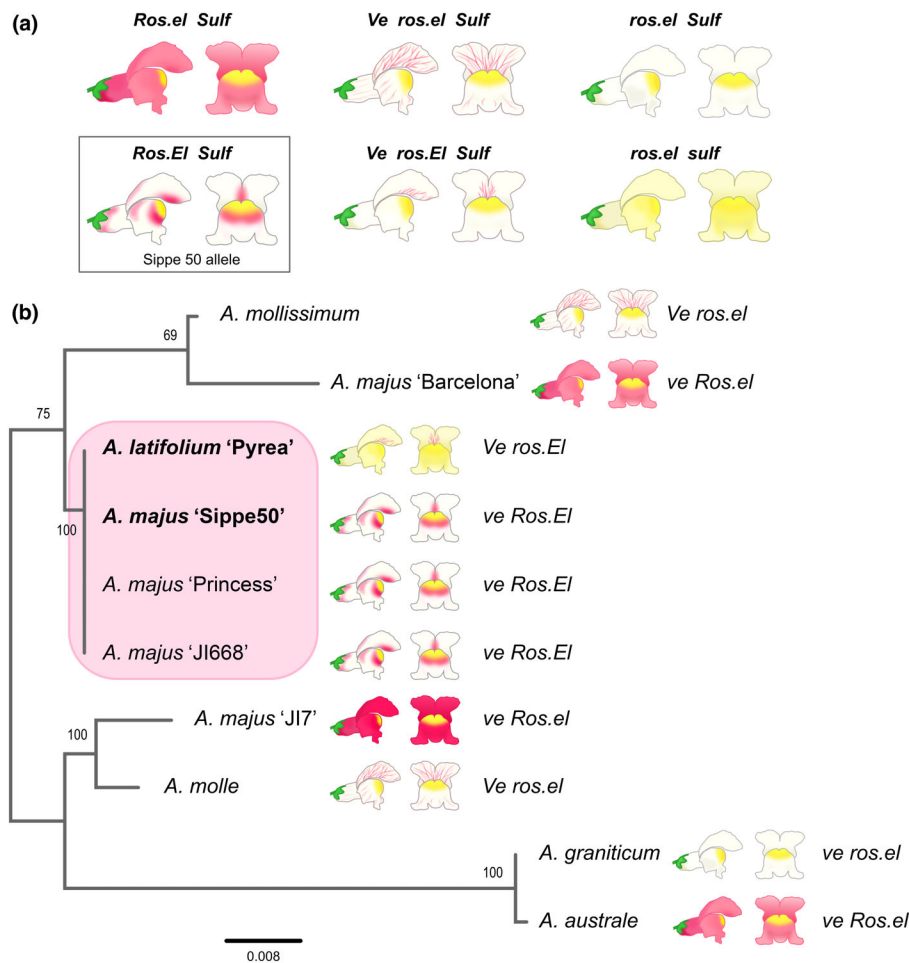 (a)
Ros.el Sulf
Ve ros.el Sulf
ros.el Sulf
Ros.El Sulf
Ve ros.El Sulf
ros.el sulf
Sippe 50 allele
(b)
A. mollissimum
Ve ros.el
69
A. majus 'Barcelona'
ve Ros.el
75
A. latifolium 'Pyrea'
Ve ros.El
A. majus 'Sippe50'
ve Ros.El
100
A. majus 'Princess'
ve Ros.El
A. majus 'JI668'
ve Ros.El
A. majus 'JI7'
ve Ros.el
100
A. molle
Ve ros.el
A. graniticum
ve ros.el
100
A. australe
ve Ros.el
0.008